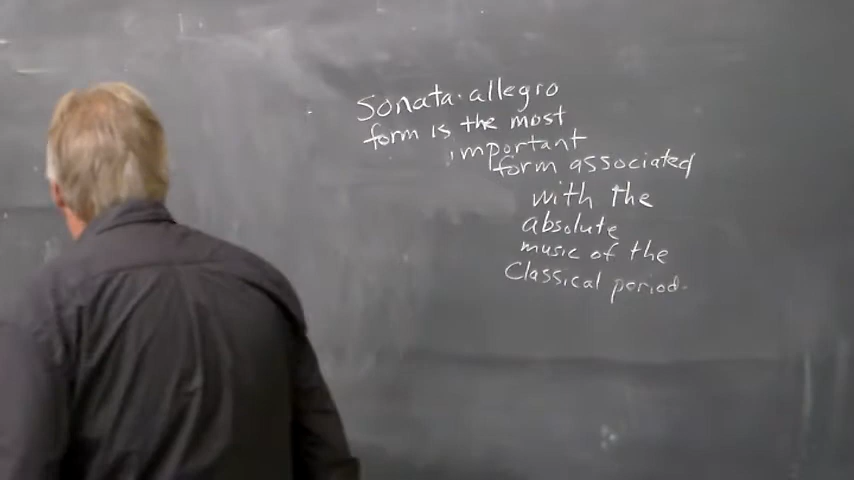 Sonata-allegro
form is the most
important
form associated
with the
absolute
music of the
Classical period.